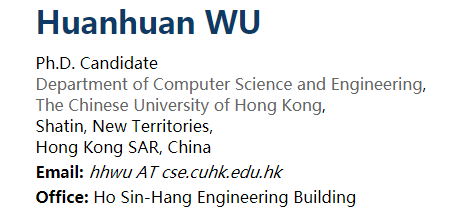 Huanhuan WU
Ph.D. Candidate
Department of Computer Science and Engineering,
The Chinese University of Hong Kong,
Shatin, New Territories,
Hong Kong SAR, China
Email: hhwu AT cse.cuhk.edu.hk
Office: Ho Sin-Hang Engineering Building